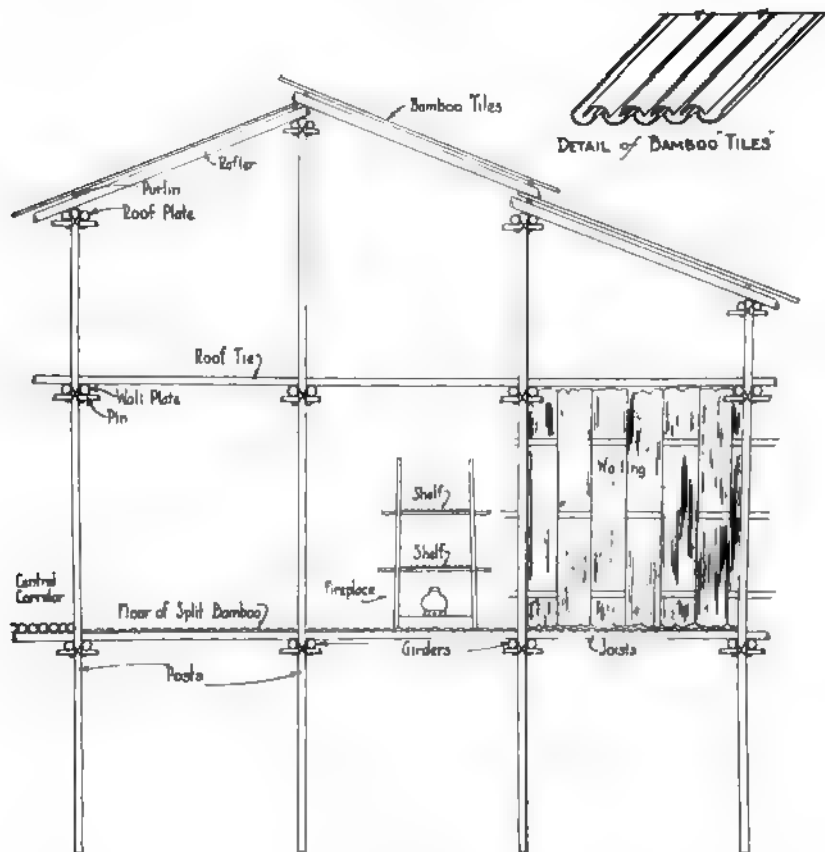 Bamboo Tiles
DETAIL of BAMBOO "TILES"
Rafter
Purlin
Roof Plate
Roof Tie
Wall Plate
Pin
Walling
Shelf
Shelf
Fireplace
Central
Corridor
Floor of Split Bamboo
Girders
Joists
Posts